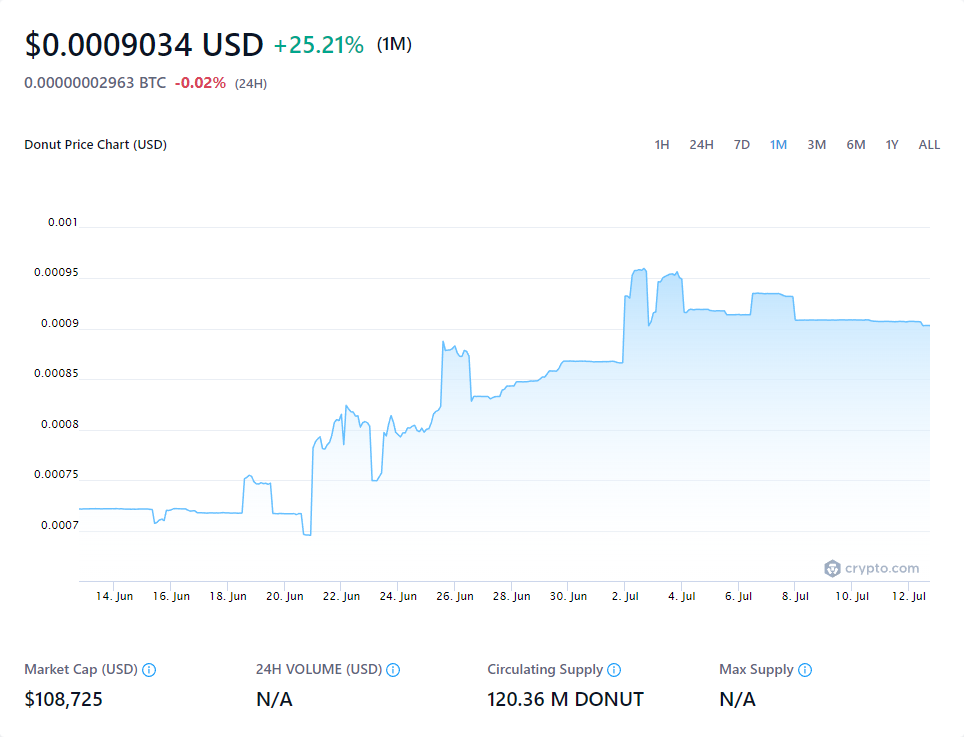 $0.0009034 USD +25.21% (1M)
0.00000002963 BTC -0.02% (24H)
Donut Price Chart (USD) 1H 24H 7D 1M 3M 6M 1Y ALL
0.001
0.00095
0.0009
0.00085
0.0008
0.00075
0.0007
crypto.com
14. Jun 16. Jun 18. Jun 20. Jun 22. Jun 24. Jun 26. Jun 28. Jun 30. Jun 2. Jul 4. Jul 6. Jul 8. Jul 10. Jul 12. Jul
Market Cap (USD) 24H VOLUME (USD) Circulating Supply Max Supply
$108,725 N/A 120.36 M DONUT N/A